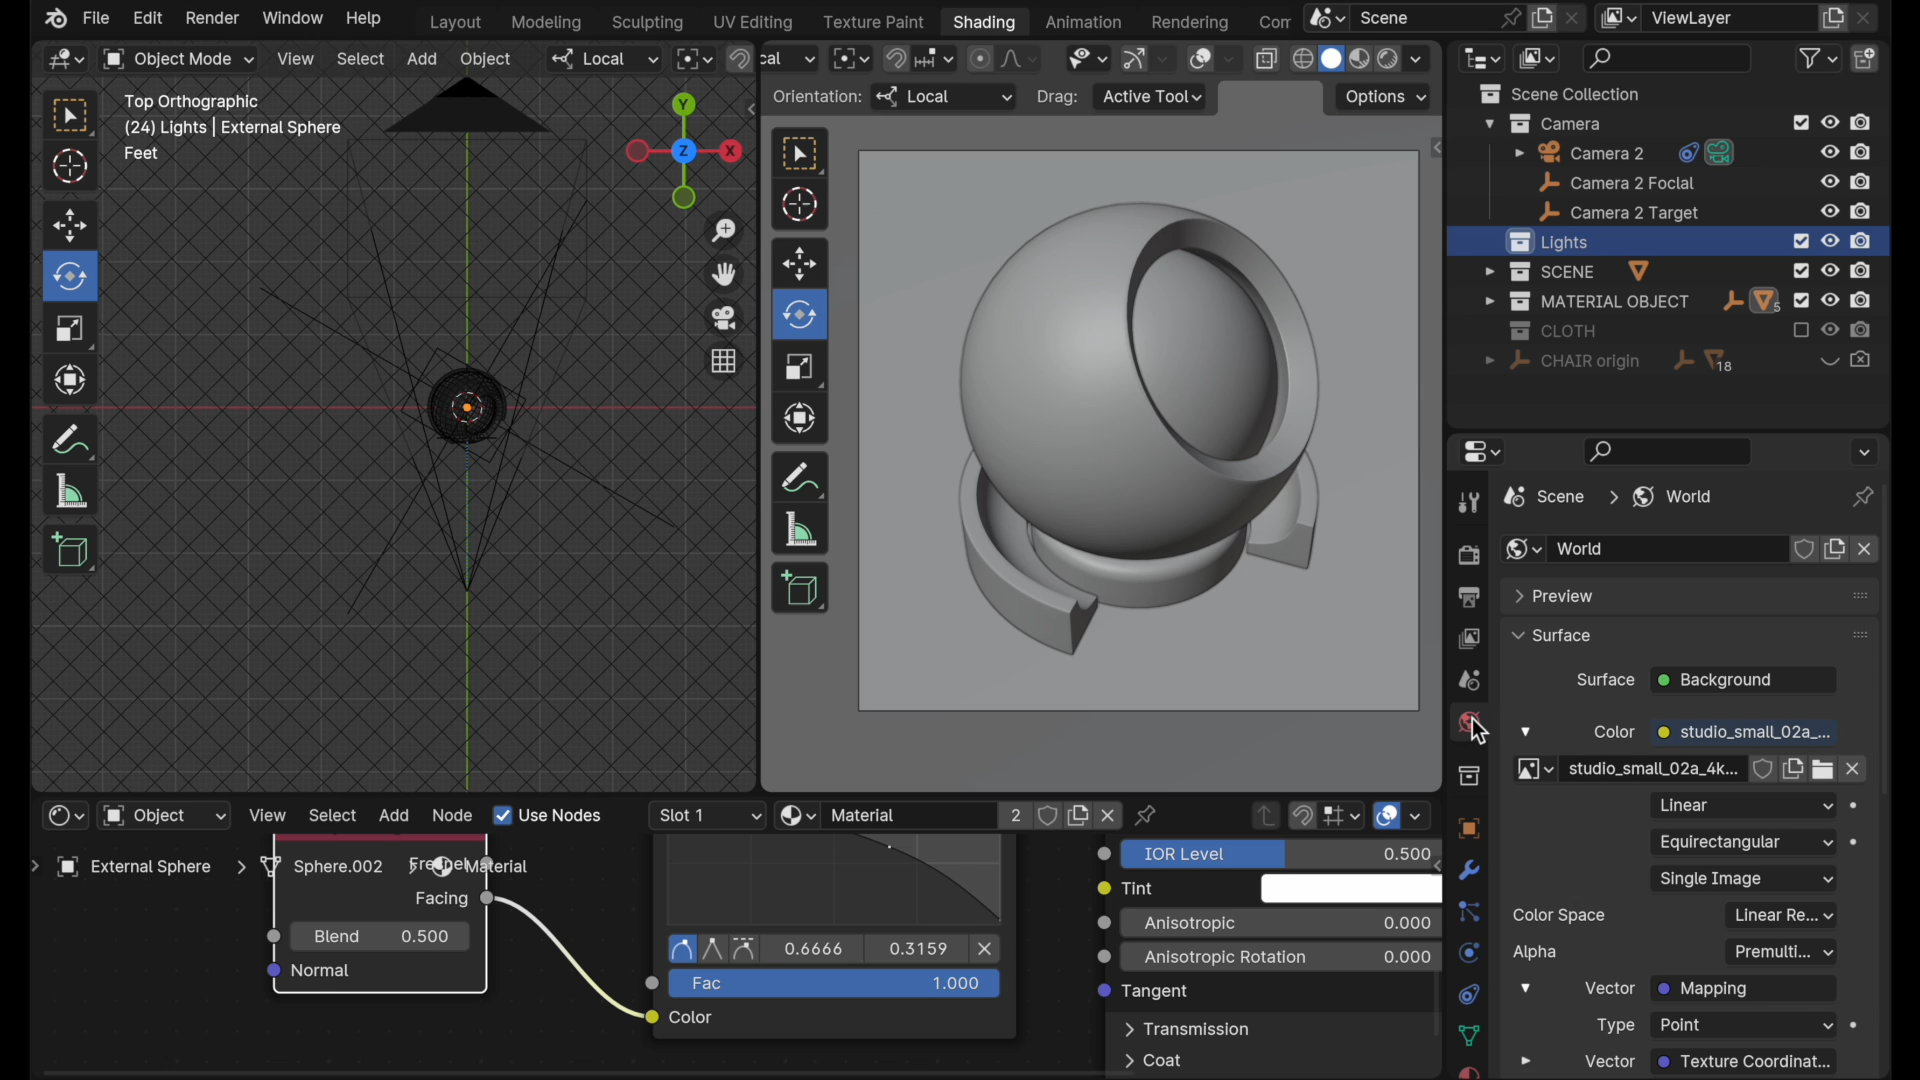 File Edit Render Window Help
Layout Modeling Sculpting UV Editing Texture Paint Shading Animation Rendering Con
Scene
ViewLayer
Object Mode View Select Add Object Local
cal
Top Orthographic
(24) Lights | External Sphere
Feet
Y
Z
X
Orientation: Local Drag: Active Tool Options
Scene Collection
Camera
Camera 2
Camera 2 Foclal
Camera 2 Target
Lights
SCENE
MATERIAL OBJECT 5
CLOTH
CHAIR origin 18
Scene > World
World
Preview
Surface
Surface Background
Color studio_small_02a_...
studio_small_02a_4k...
Linear
Equirectangular
Single Image
Color Space Linear Re...
Alpha Premulti...
Vector Mapping
Type Point
Vector Texture Coordinat...
Object View Select Add Node Use Nodes Slot 1 Material 2
External Sphere > Sphere.002 > Material
Fresnel
Facing
Blend 0.500
Normal
0.6666 0.3159
Fac 1.000
Color
IOR Level 0.500
Tint
Anisotropic 0.000
Anisotropic Rotation 0.000
Tangent
Transmission
Coat